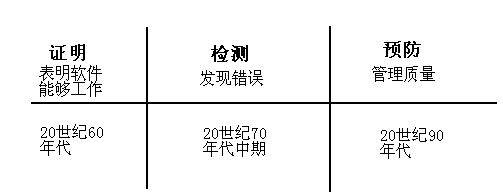 证明
表明软件
能够工作
检测
发现错误
预防
管理质量
20世纪60
年代
20世纪70
年代中期
20世纪90
年代